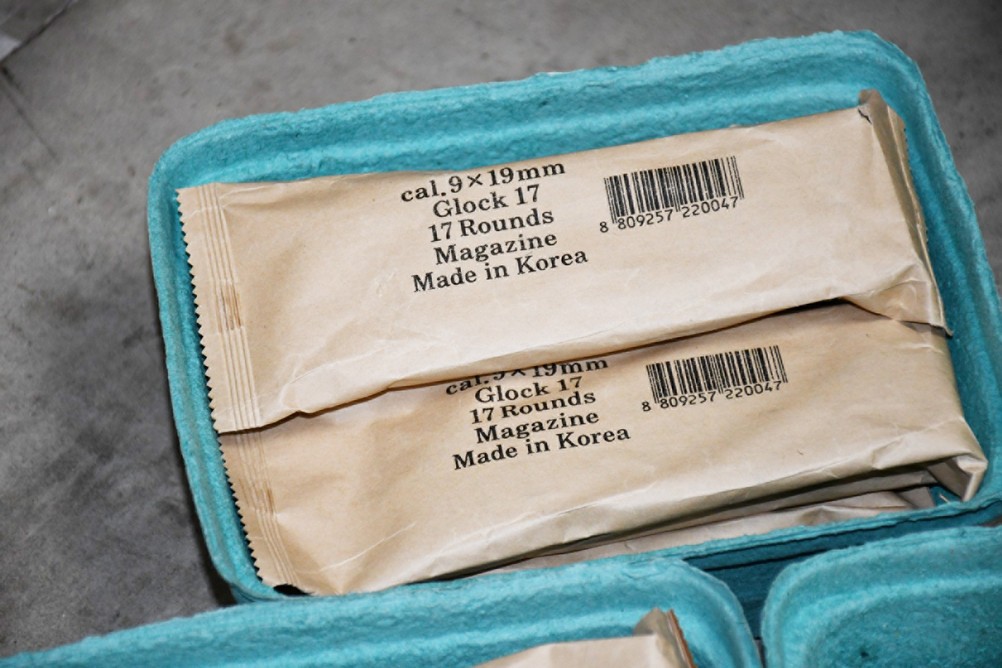 cal.9×19mm
Glock 17
17 Rounds
Magazine
Made in Korea
8 809257 220047
cal.9×19mm
Glock 17
17 Rounds
Magazine
Made in Korea
8 809257 220047